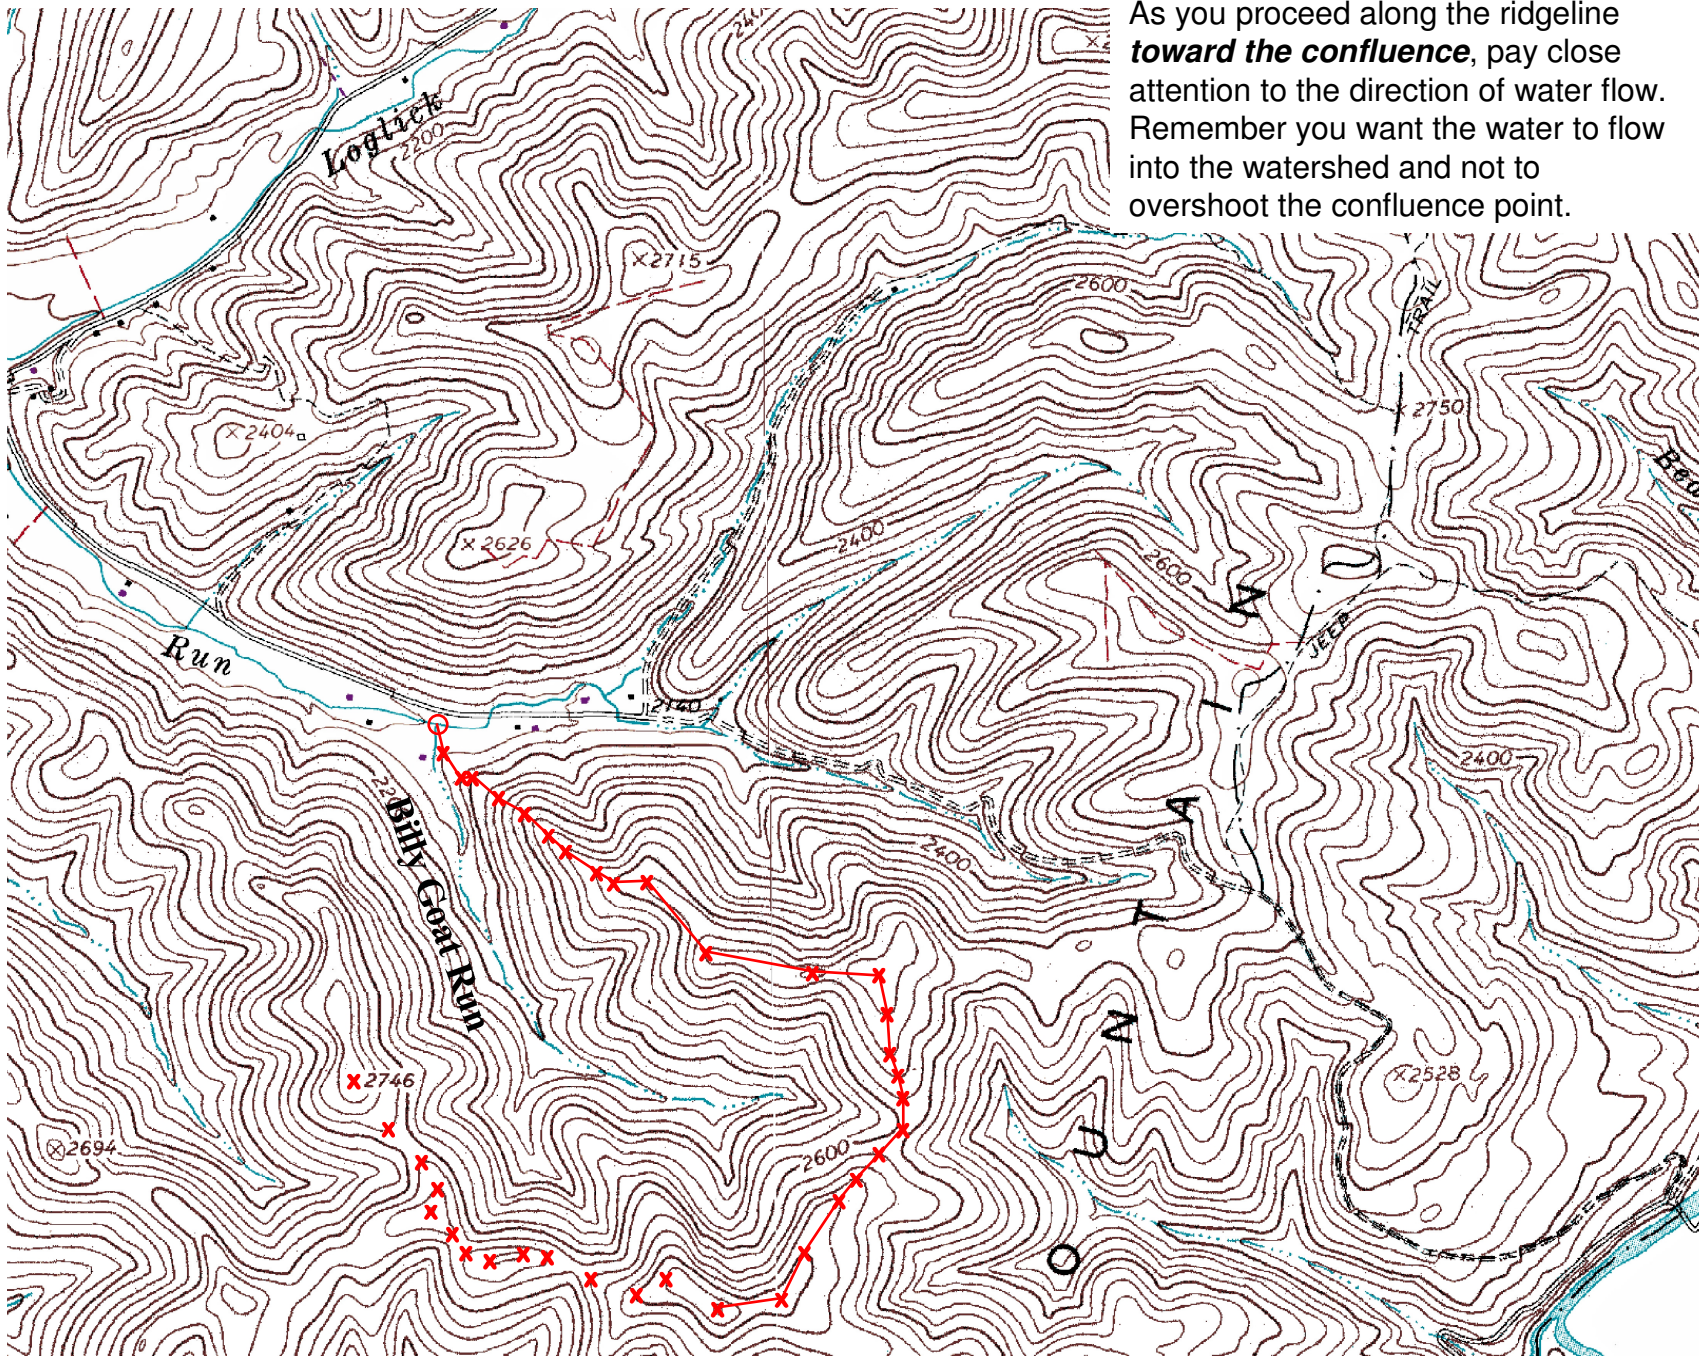 As you proceed along the ridgeline
toward the confluence, pay close
attention to the direction of water flow.
Remember you want the water to flow
into the watershed and not to
overshoot the confluence point.
Loglick
2200
2715
2600
TRAIL
2750
2404
2626
2400
2600
JEEP
Run
2140
2400
Billy Goat Run
2400
M O U N T A I N
2746
2528
2694
2600